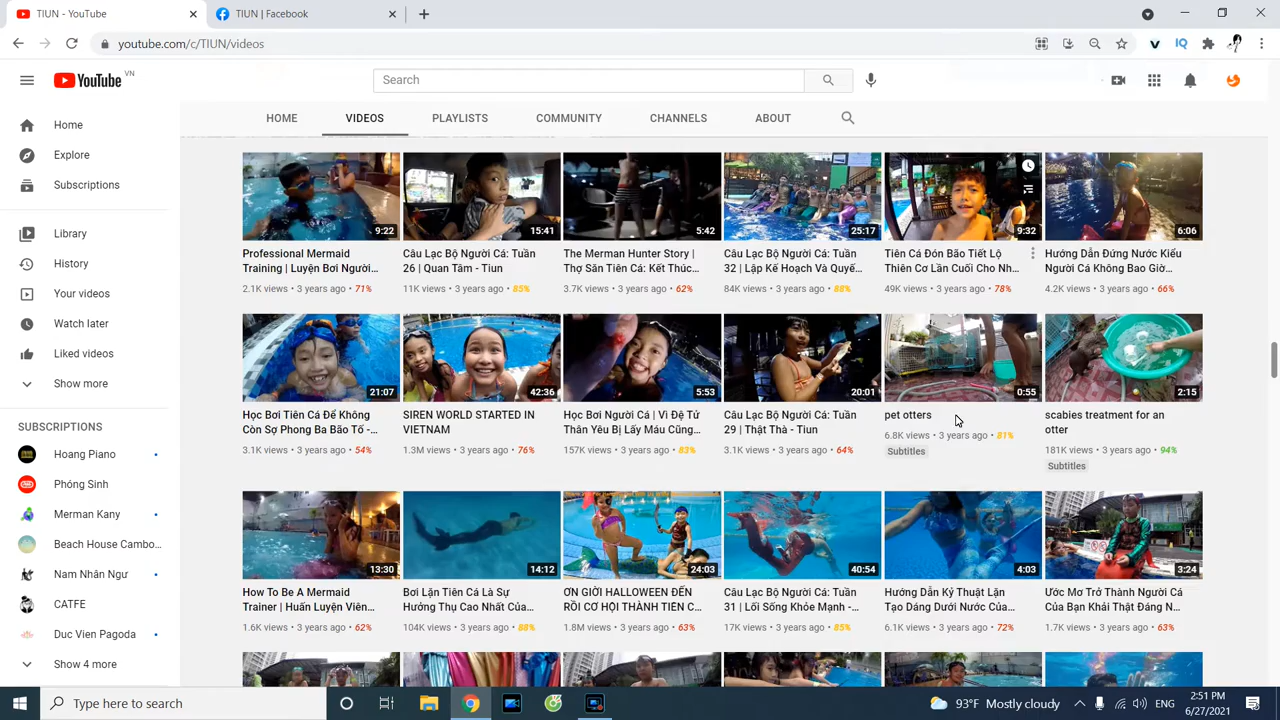 TIUN - YouTube
TIUN | Facebook
youtube.com/c/TIUN/videos
YouTube VN
Search
HOME VIDEOS PLAYLISTS COMMUNITY CHANNELS ABOUT
Home
Explore
Subscriptions
Library
History
Your videos
Watch later
Liked videos
Show more
SUBSCRIPTIONS
Hoang Piano
Phóng Sinh
Merman Kany
Beach House Cambo...
Nam Nhân Ngư
CATFE
Duc Vien Pagoda
Show 4 more
9:22
Professional Mermaid
Training | Luyện Bơi Người...
2.1K views • 3 years ago • 71%
15:41
Câu Lạc Bộ Người Cá: Tuần
26 | Quan Tâm - Tiun
11K views • 3 years ago • 85%
5:42
The Merman Hunter Story |
Thợ Săn Tiên Cá: Kết Thúc...
3.7K views • 3 years ago • 62%
25:17
Câu Lạc Bộ Người Cá: Tuần
32 | Lập Kế Hoạch Và Quyế...
84K views • 3 years ago • 88%
9:32
Tiên Cá Đón Bão Tiết Lộ
Thiên Cơ Lần Cuối Cho Nh...
49K views • 3 years ago • 78%
6:06
Hướng Dẫn Đứng Nước Kiểu
Người Cá Không Bao Giờ...
4.2K views • 3 years ago • 66%
21:07
Học Bơi Tiên Cá Để Không
Còn Sợ Phong Ba Bão Tố -...
3.1K views • 3 years ago • 54%
42:36
SIREN WORLD STARTED IN
VIETNAM
1.3M views • 3 years ago • 76%
5:53
Học Bơi Người Cá | Vì Đệ Tử
Thân Yêu Bị Lấy Máu Cũng...
157K views • 3 years ago • 83%
20:01
Câu Lạc Bộ Người Cá: Tuần
29 | Thật Thà - Tiun
3.1K views • 3 years ago • 64%
0:55
pet otters
6.8K views • 3 years ago • 81%
Subtitles
2:15
scabies treatment for an
otter
181K views • 3 years ago • 94%
Subtitles
13:30
How To Be A Mermaid
Trainer | Huấn Luyện Viên...
1.6K views • 3 years ago • 62%
14:12
Bơi Lặn Tiên Cá Là Sự
Hưởng Thụ Cao Nhất Của...
104K views • 3 years ago • 88%
24:03
ƠN GIỜI HALLOWEEN ĐẾN
RỒI CƠ HỘI THÀNH TIÊN C...
1.8M views • 3 years ago • 63%
40:54
Câu Lạc Bộ Người Cá: Tuần
31 | Lối Sống Khỏe Mạnh -...
17K views • 3 years ago • 85%
4:03
Hướng Dẫn Kỹ Thuật Lặn
Tạo Dáng Dưới Nước Của...
6.1K views • 3 years ago • 72%
3:24
Ước Mơ Trở Thành Người Cá
Của Bạn Khải Thật Đáng N...
1.7K views • 3 years ago • 63%
Type here to search
93°F Mostly cloudy
ENG
2:51 PM
6/27/2021